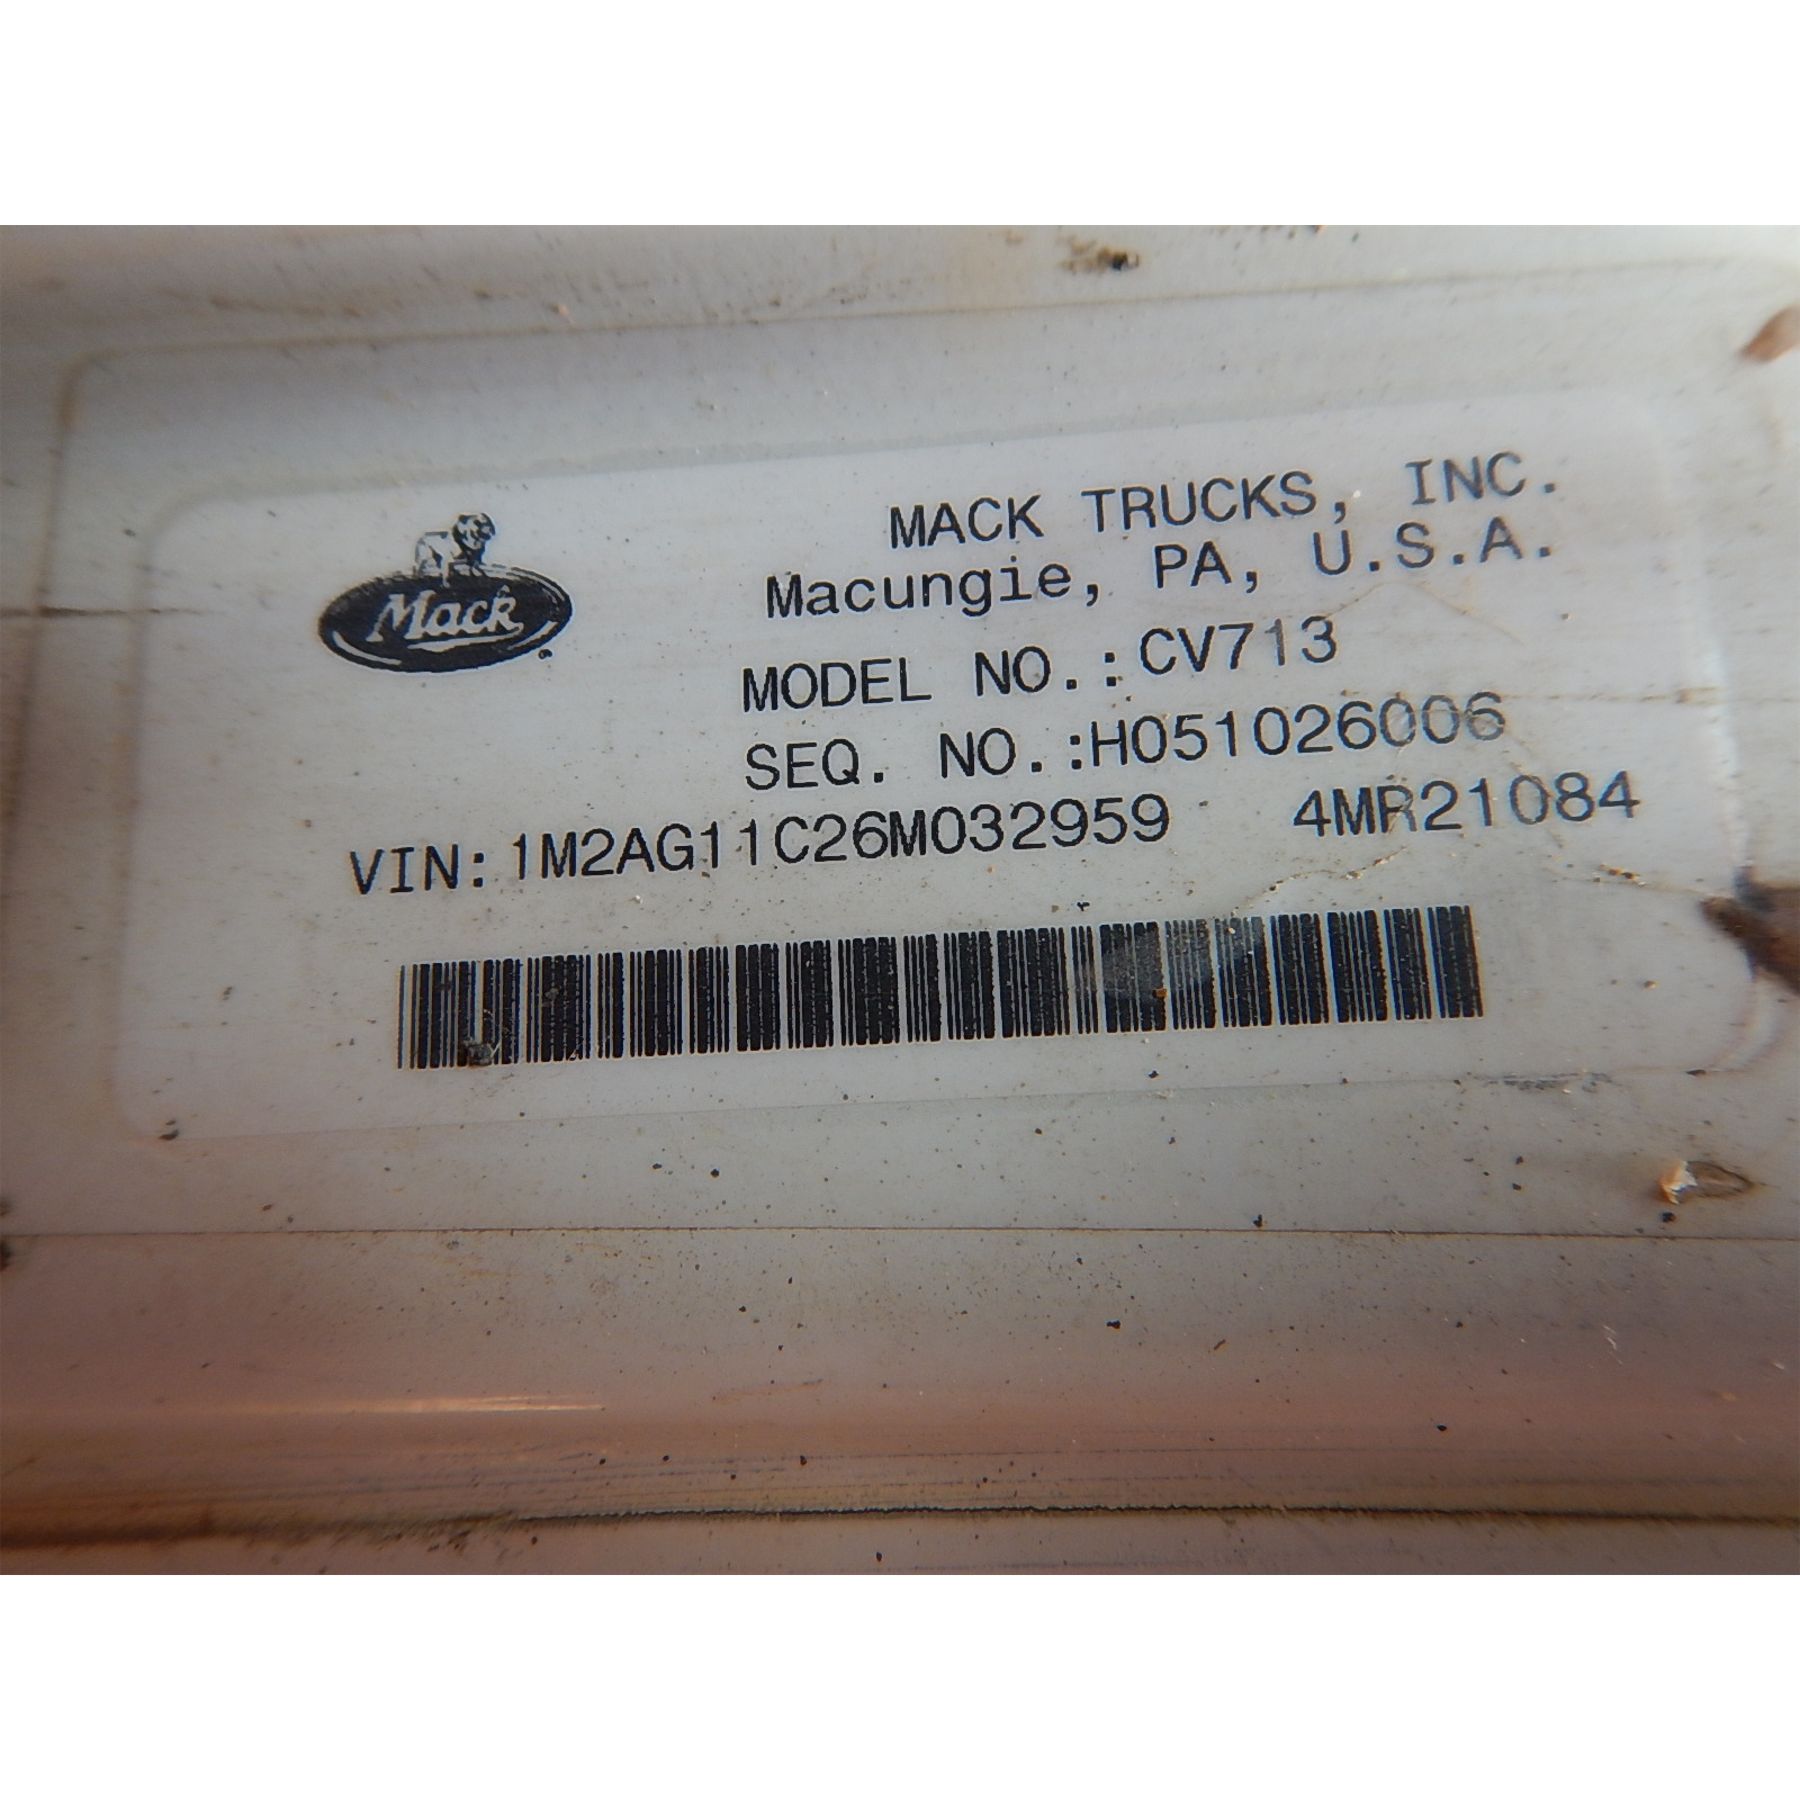 Mack
MACK TRUCKS, INC.
Macungie, PA, U.S.A.
MODEL NO.:CV713
SEQ. NO.:H051026006
VIN:1M2AG11C26M032959 4MR21084